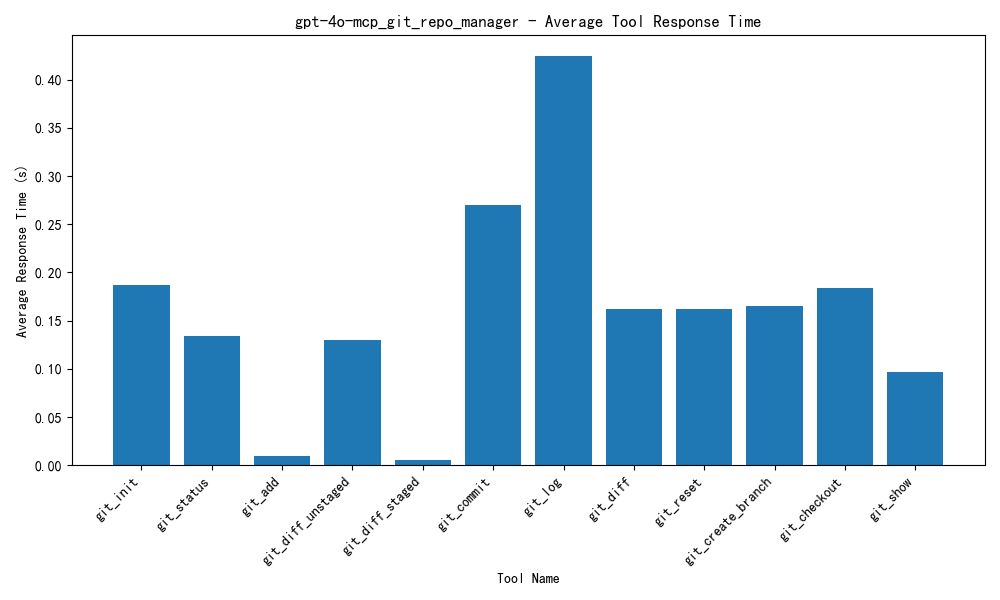 gpt-4o-mcp_git_repo_manager - Average Tool Response Time
Average Response Time (s)
0.40
0.35
0.30
0.25
0.20
0.15
0.10
0.05
0.00
git_init
git_status
git_add
git_diff_unstaged
git_diff_staged
git_commit
git_log
git_diff
git_reset
git_create_branch
git_checkout
git_show
Tool Name